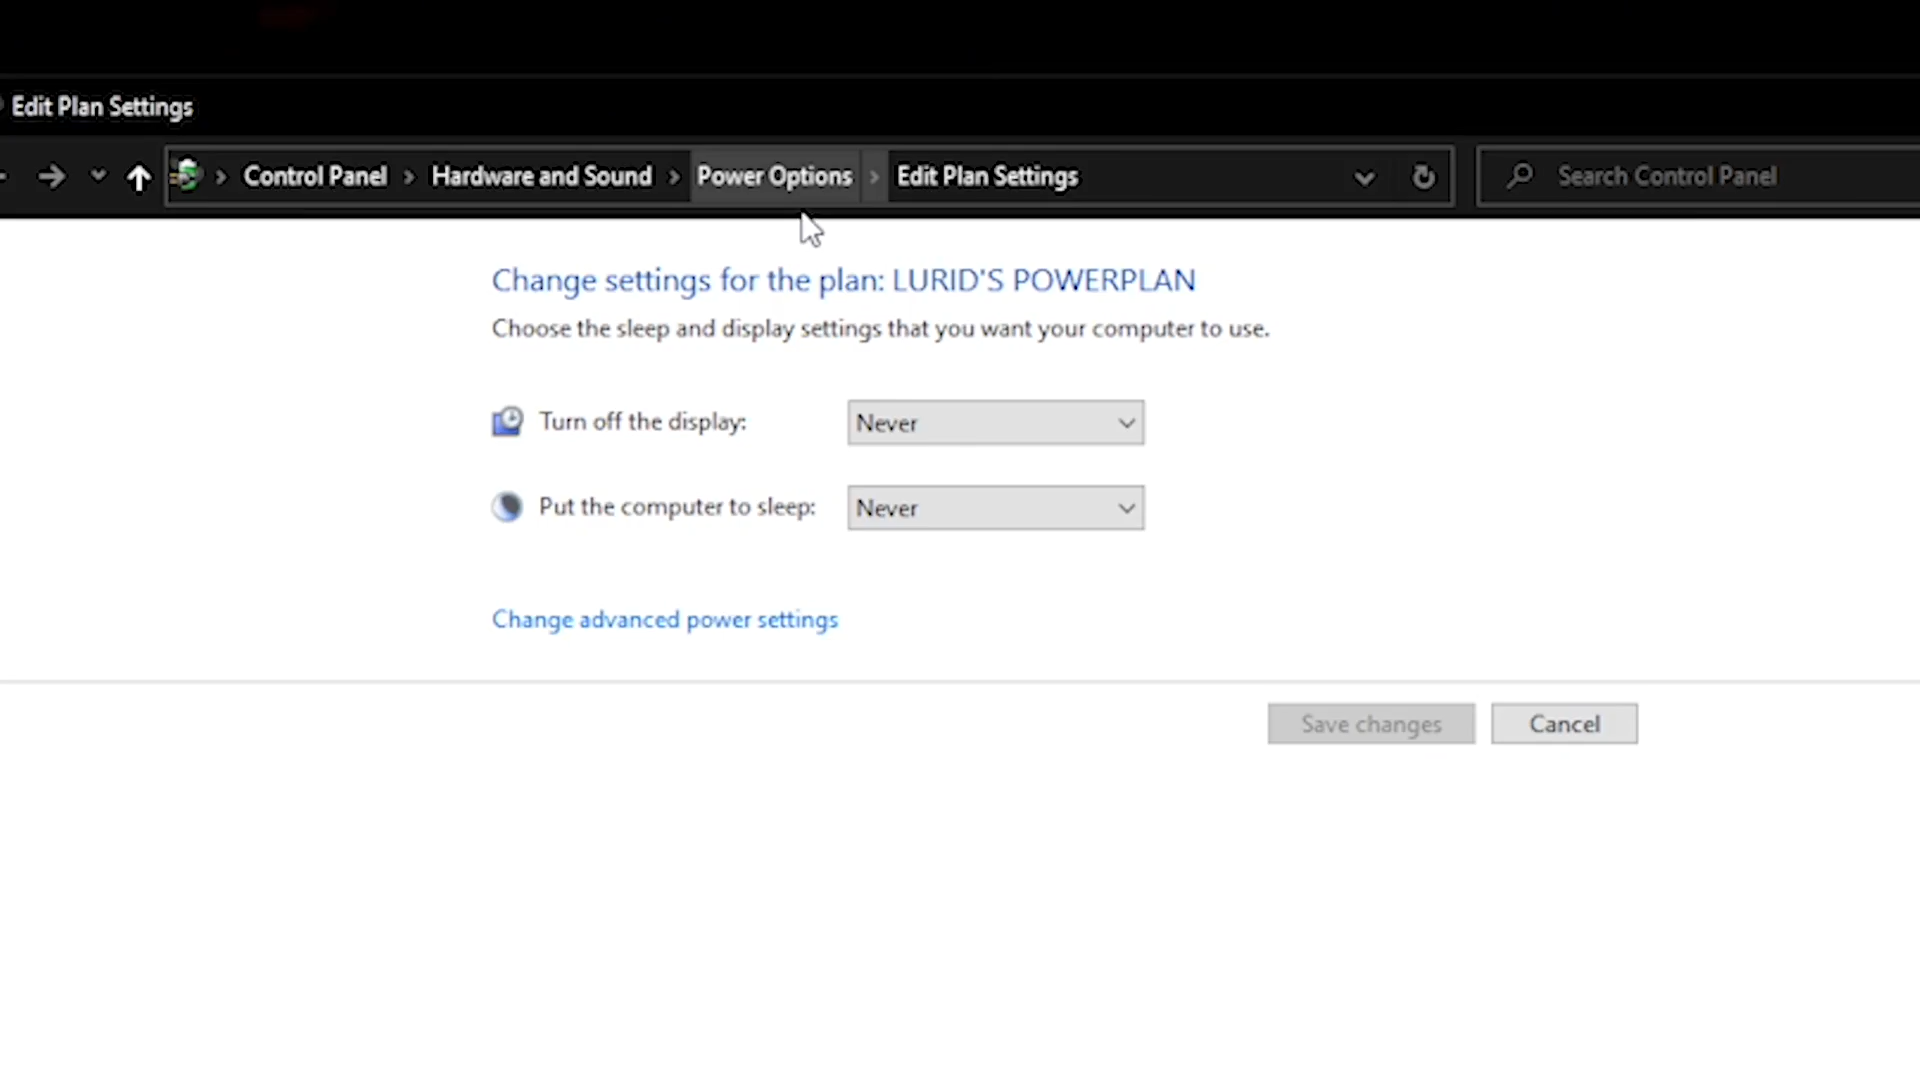 Edit Plan Settings
Control Panel > Hardware and Sound > Power Options > Edit Plan Settings
Search Control Panel
Change settings for the plan: LURID'S POWERPLAN
Choose the sleep and display settings that you want your computer to use.
Turn off the display: Never
Put the computer to sleep: Never
Change advanced power settings
Save changes Cancel